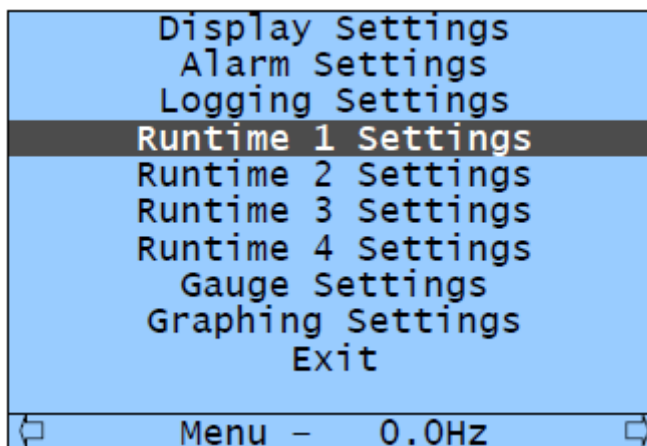 Display Settings
Alarm Settings
Logging Settings
Runtime 1 Settings
Runtime 2 Settings
Runtime 3 Settings
Runtime 4 Settings
Gauge Settings
Graphing Settings
Exit
Menu – 0.0Hz